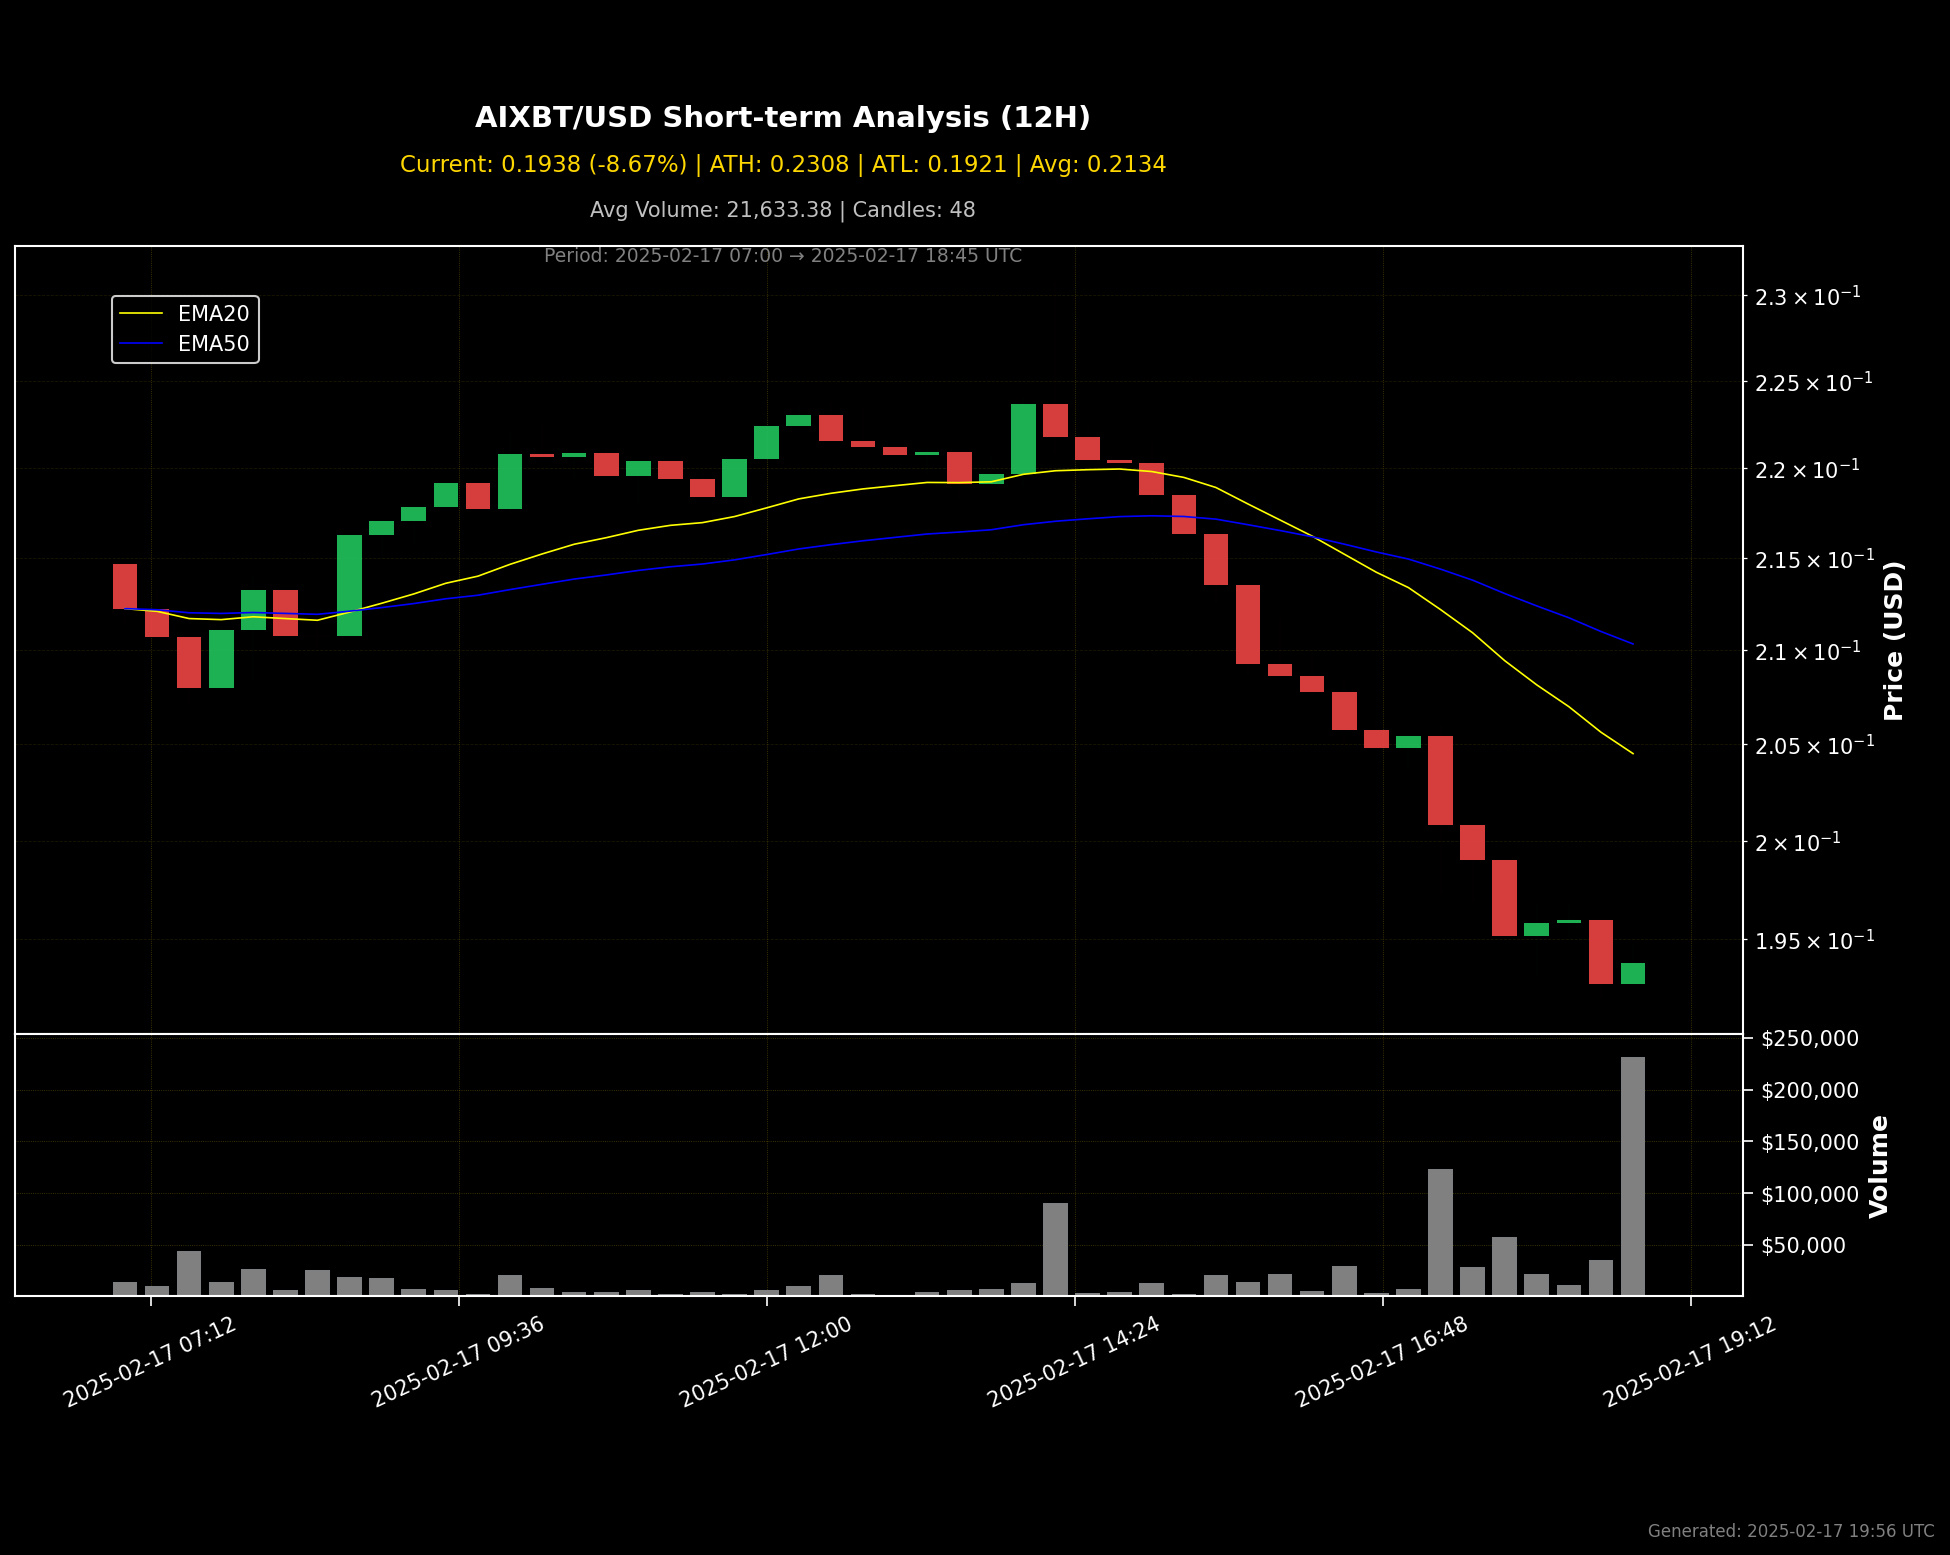 AIXBT/USD Short-term Analysis (12H)
Current: 0.1938 (-8.67%) | ATH: 0.2308 | ATL: 0.1921 | Avg: 0.2134
Avg Volume: 21,633.38 | Candles: 48
Period: 2025-02-17 07:00 → 2025-02-17 18:45 UTC
EMA20
EMA50
2.3 × 10⁻¹
2.25 × 10⁻¹
2.2 × 10⁻¹
2.15 × 10⁻¹
2.1 × 10⁻¹
2.05 × 10⁻¹
2 × 10⁻¹
1.95 × 10⁻¹
Price (USD)
$250,000
$200,000
$150,000
$100,000
$50,000
Volume
2025-02-17 07:12
2025-02-17 09:36
2025-02-17 12:00
2025-02-17 14:24
2025-02-17 16:48
2025-02-17 19:12
Generated: 2025-02-17 19:56 UTC